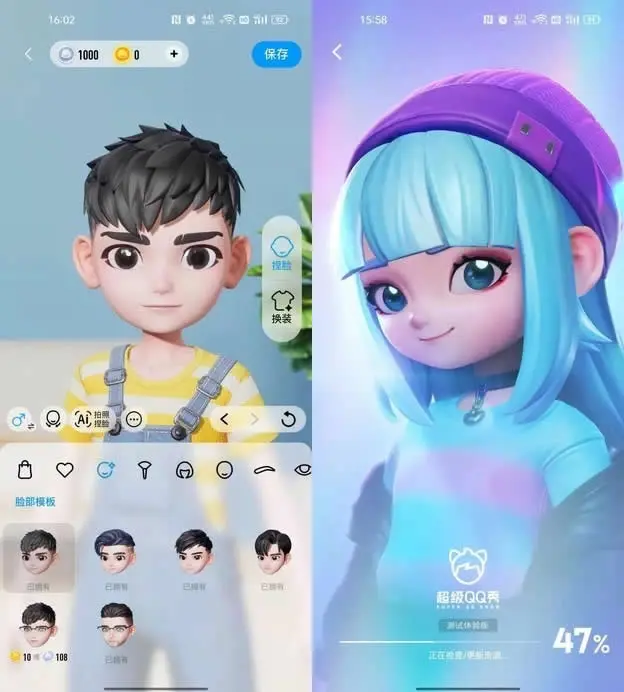 16:02
1000
0
+
保存
捏脸
换装
Ai
拍照
捏脸
脸部模板
已拥有
已拥有
已拥有
已拥有
10
108
已拥有
15:58
超级QQ秀
SUPER QQ SHOW
测试体验版
47%
正在检查/更新资源...